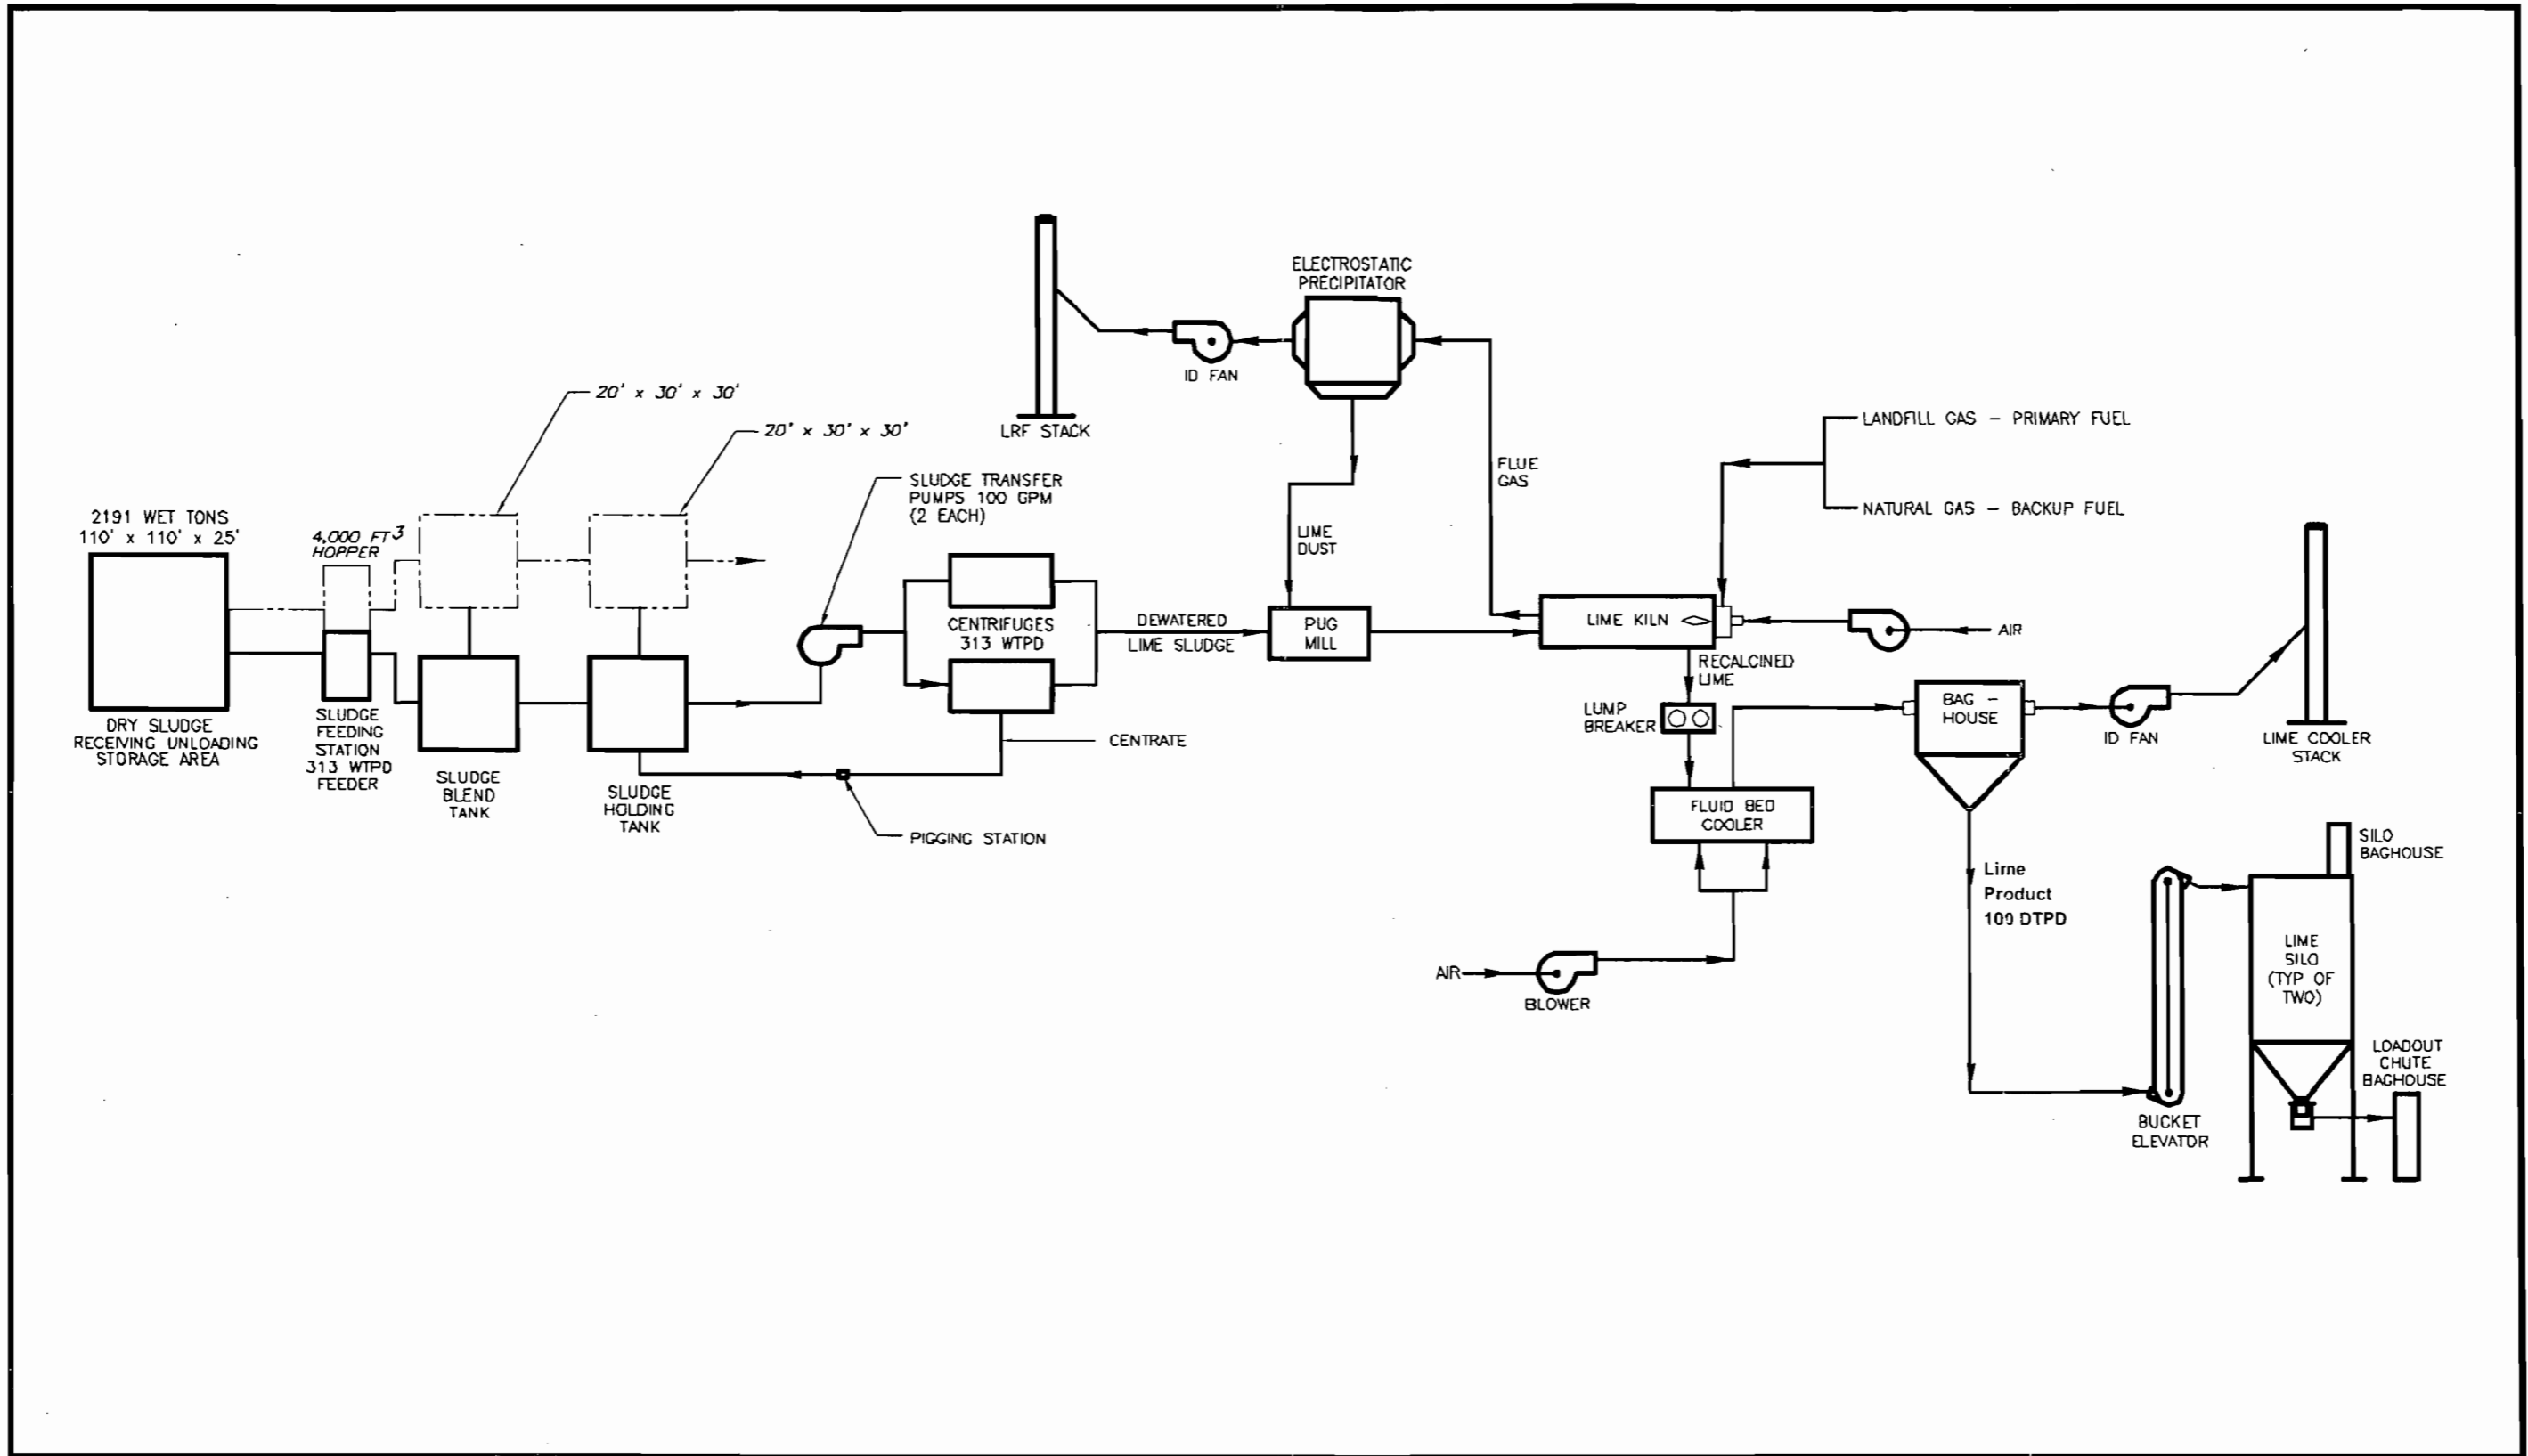 ELECTROSTATIC
PRECIPITATOR
ID FAN
LRF STACK
20' x 30' x 30'
20' x 30' x 30'
LANDFILL GAS – PRIMARY FUEL
NATURAL GAS – BACKUP FUEL
FLUE
GAS
SLUDGE TRANSFER
PUMPS 100 GPM
(2 EACH)
2191 WET TONS
110' x 110' x 25'
4,000 FT3
HOPPER
LIME
DUST
CENTRIFUGES
313 WTPD
DEWATERED
LIME SLUDGE
PUG
MILL
LIME KILN
AIR
RECALCINED
LIME
LUMP
BREAKER
BAG –
HOUSE
ID FAN
LIME COOLER
STACK
DRY SLUDGE
RECEIVING UNLOADING
STORAGE AREA
SLUDGE
FEEDING
STATION
313 WTPD
FEEDER
SLUDGE
BLEND
TANK
SLUDGE
HOLDING
TANK
CENTRATE
PIGGING STATION
FLUID BED
COOLER
Lime
Product
100 DTPD
SILO
BAGHOUSE
LIME
SILO
(TYP OF
TWO)
AIR
BLOWER
LOADOUT
CHUTE
BAGHOUSE
BUCKET
ELEVATOR